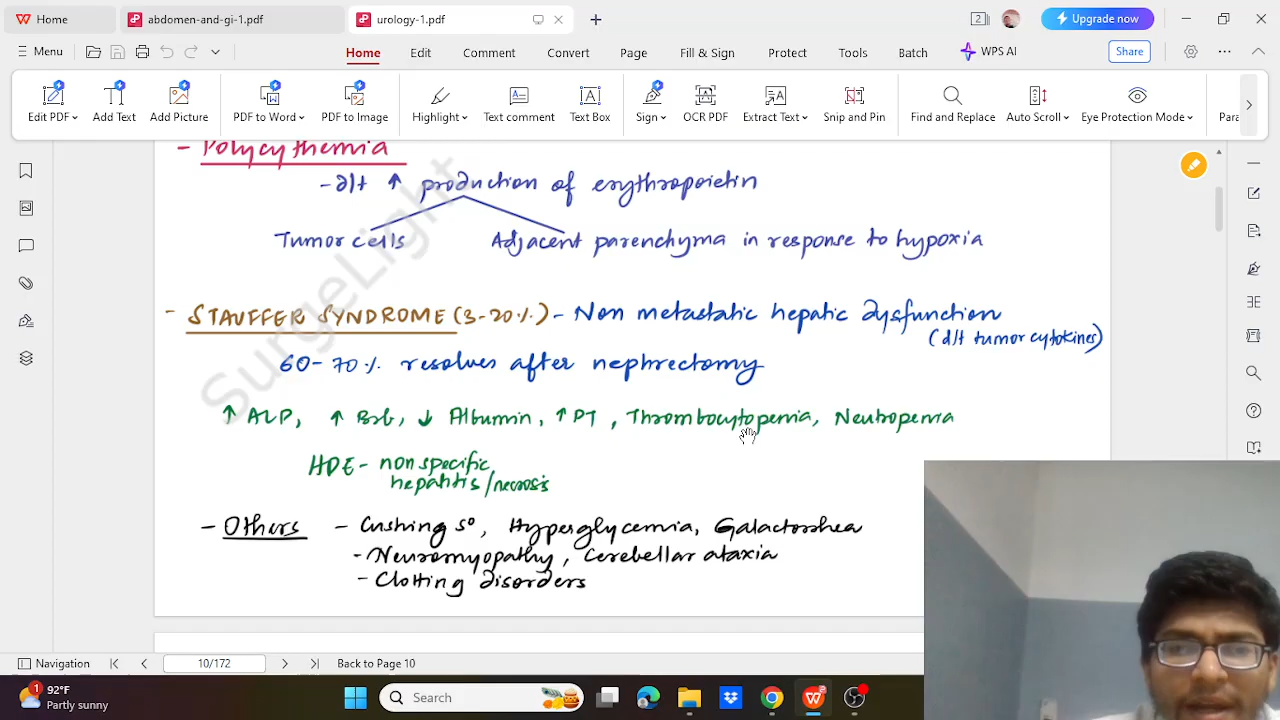 Home
abdomen-and-gi-1.pdf
urology-1.pdf
2
Upgrade now
Menu
Home
Edit
Comment
Convert
Page
Fill & Sign
Protect
Tools
Batch
WPS AI
Share
Edit PDF
Add Text
Add Picture
PDF to Word
PDF to Image
Highlight
Text comment
Text Box
Sign
OCR PDF
Extract Text
Snip and Pin
Find and Replace
Auto Scroll
Eye Protection Mode
Para
- Polycythemia
- d/t ↑ production of erythropoietin
Tumor cells Adjacent parenchyma in response to hypoxia
- STAUFFER SYNDROME (3-20%) - Non metastatic hepatic dysfunction
(d/t tumor cytokines)
60-70% resolves after nephrectomy
↑ ALP, ↑ Bsb, ↓ Albumin, ↑ PT, Thrombocytopenia, Neutropenia
HPE - non specific
hepatitis/necrosis
- Others - Cushing s°, Hyperglycemia, Galactorrhea
- Neuromyopathy, Cerebellar ataxia
- Clotting disorders
SurgeLight
Navigation
10/172
Back to Page 10
1
92°F
Partly sunny
Search